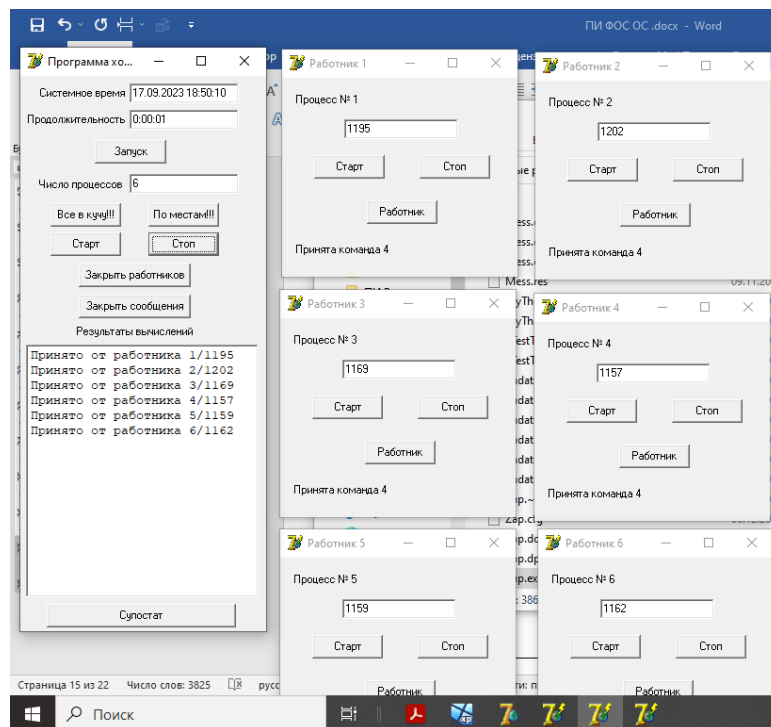 ПИ ФОС ОС .docx - Word
Программа хо...
Системное время 17.09.2023 18:50:10
Продолжительность 0:00:01
Запуск
Число процессов 6
Все в кучу!!! По местам!!!
Старт Стоп
Закрыть работников
Закрыть сообщения
Результаты вычислений
Принято от работника 1/1195
Принято от работника 2/1202
Принято от работника 3/1169
Принято от работника 4/1157
Принято от работника 5/1159
Принято от работника 6/1162
Супостат
Работник 1
Процесс № 1
1195
Старт Стоп
Работник
Принята команда 4
Работник 2
Процесс № 2
1202
Старт Стоп
Работник
Принята команда 4
Mess.res 09.11.20
Работник 3
Процесс № 3
1169
Старт Стоп
Работник
Принята команда 4
Работник 4
Процесс № 4
1157
Старт Стоп
Работник
Принята команда 4
Zap.cfg
Работник 5
Процесс № 5
1159
Старт Стоп
Работник
Работник 6
Процесс № 6
1162
Старт Стоп
Работник
: 386
Страница 15 из 22 Число слов: 3825 русс
Поиск